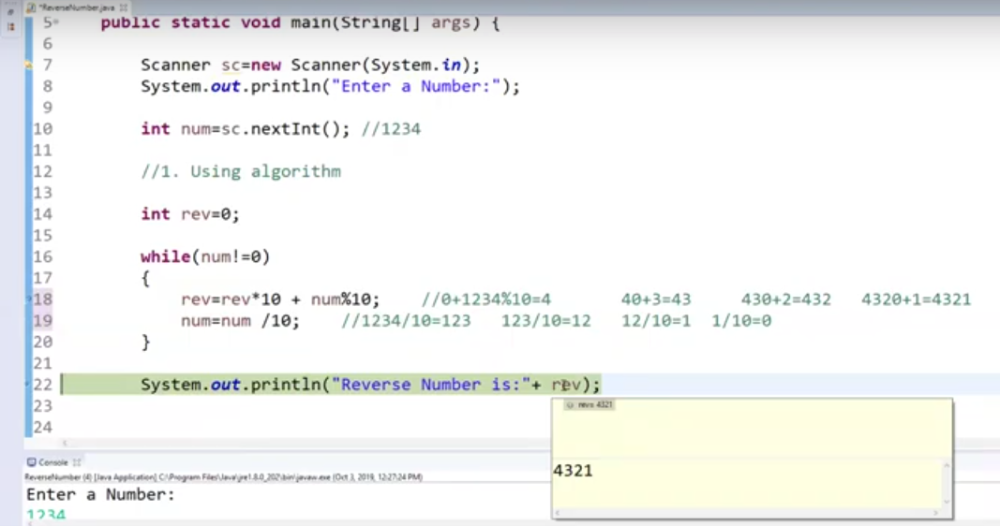 *ReverseNumber.java
5 public static void main(String[] args) {
6
7 Scanner sc=new Scanner(System.in);
8 System.out.println("Enter a Number:");
9
10 int num=sc.nextInt(); //1234
11
12 //1. Using algorithm
13
14 int rev=0;
15
16 while(num!=0)
17 {
18 rev=rev*10 + num%10; //0+1234%10=4 40+3=43 430+2=432 4320+1=4321
19 num=num /10; //1234/10=123 123/10=12 12/10=1 1/10=0
20 }
21
22 System.out.println("Reverse Number is:"+ rev);
23
24
rev= 4321
4321
Console
ReverseNumber (4) [Java Application] C:\Program Files\Java\jre1.8.0_202\bin\javaw.exe (Oct 3, 2019, 12:27:24 PM)
Enter a Number:
1234